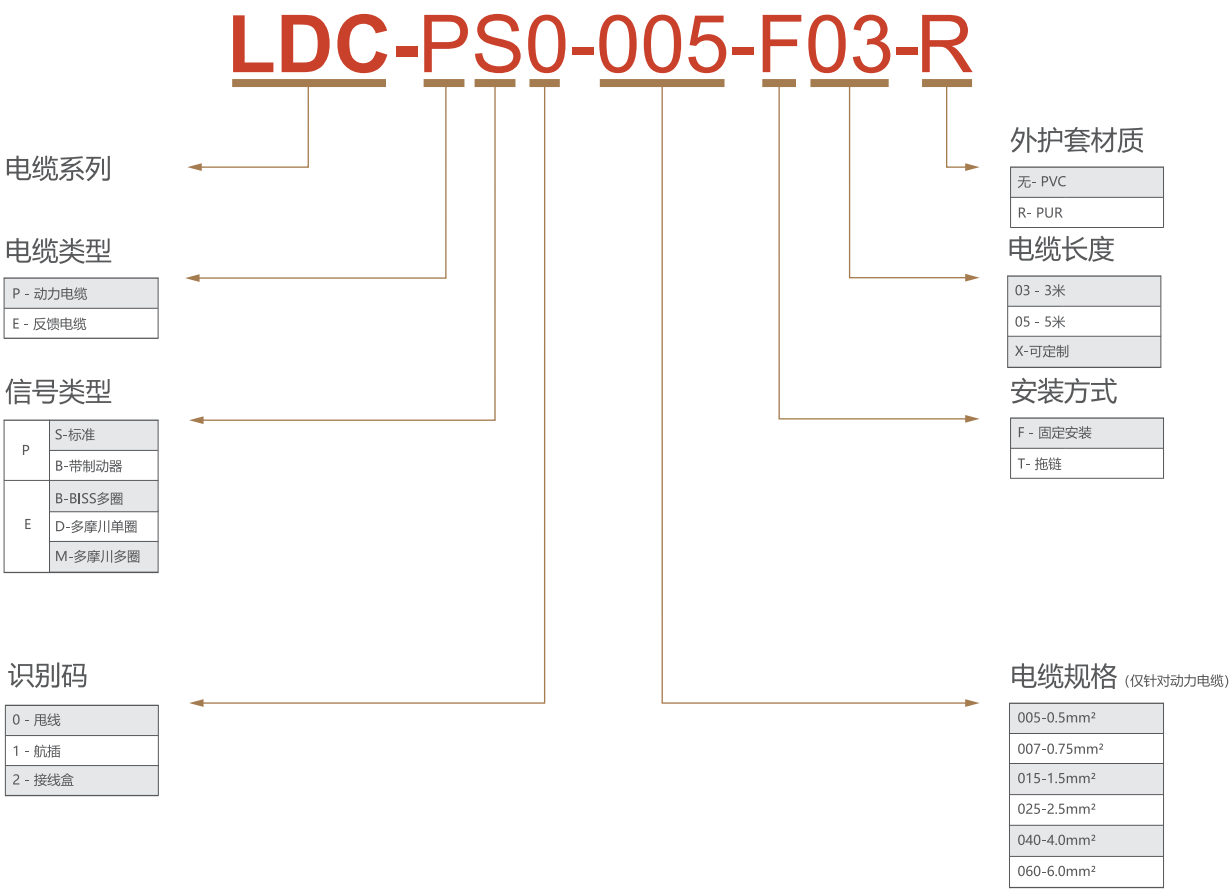 LDC-PS0-005-F03-R
电缆系列
电缆类型
P - 动力电缆
E - 反馈电缆
信号类型
P
S-标准
B-带制动器
E
B-BISS多圈
D-多摩川单圈
M-多摩川多圈
识别码
0 - 甩线
1 - 航插
2 - 接线盒
外护套材质
无- PVC
R- PUR
电缆长度
03 - 3米
05 - 5米
X-可定制
安装方式
F - 固定安装
T- 拖链
电缆规格 (仅针对动力电缆)
005-0.5mm²
007-0.75mm²
015-1.5mm²
025-2.5mm²
040-4.0mm²
060-6.0mm²